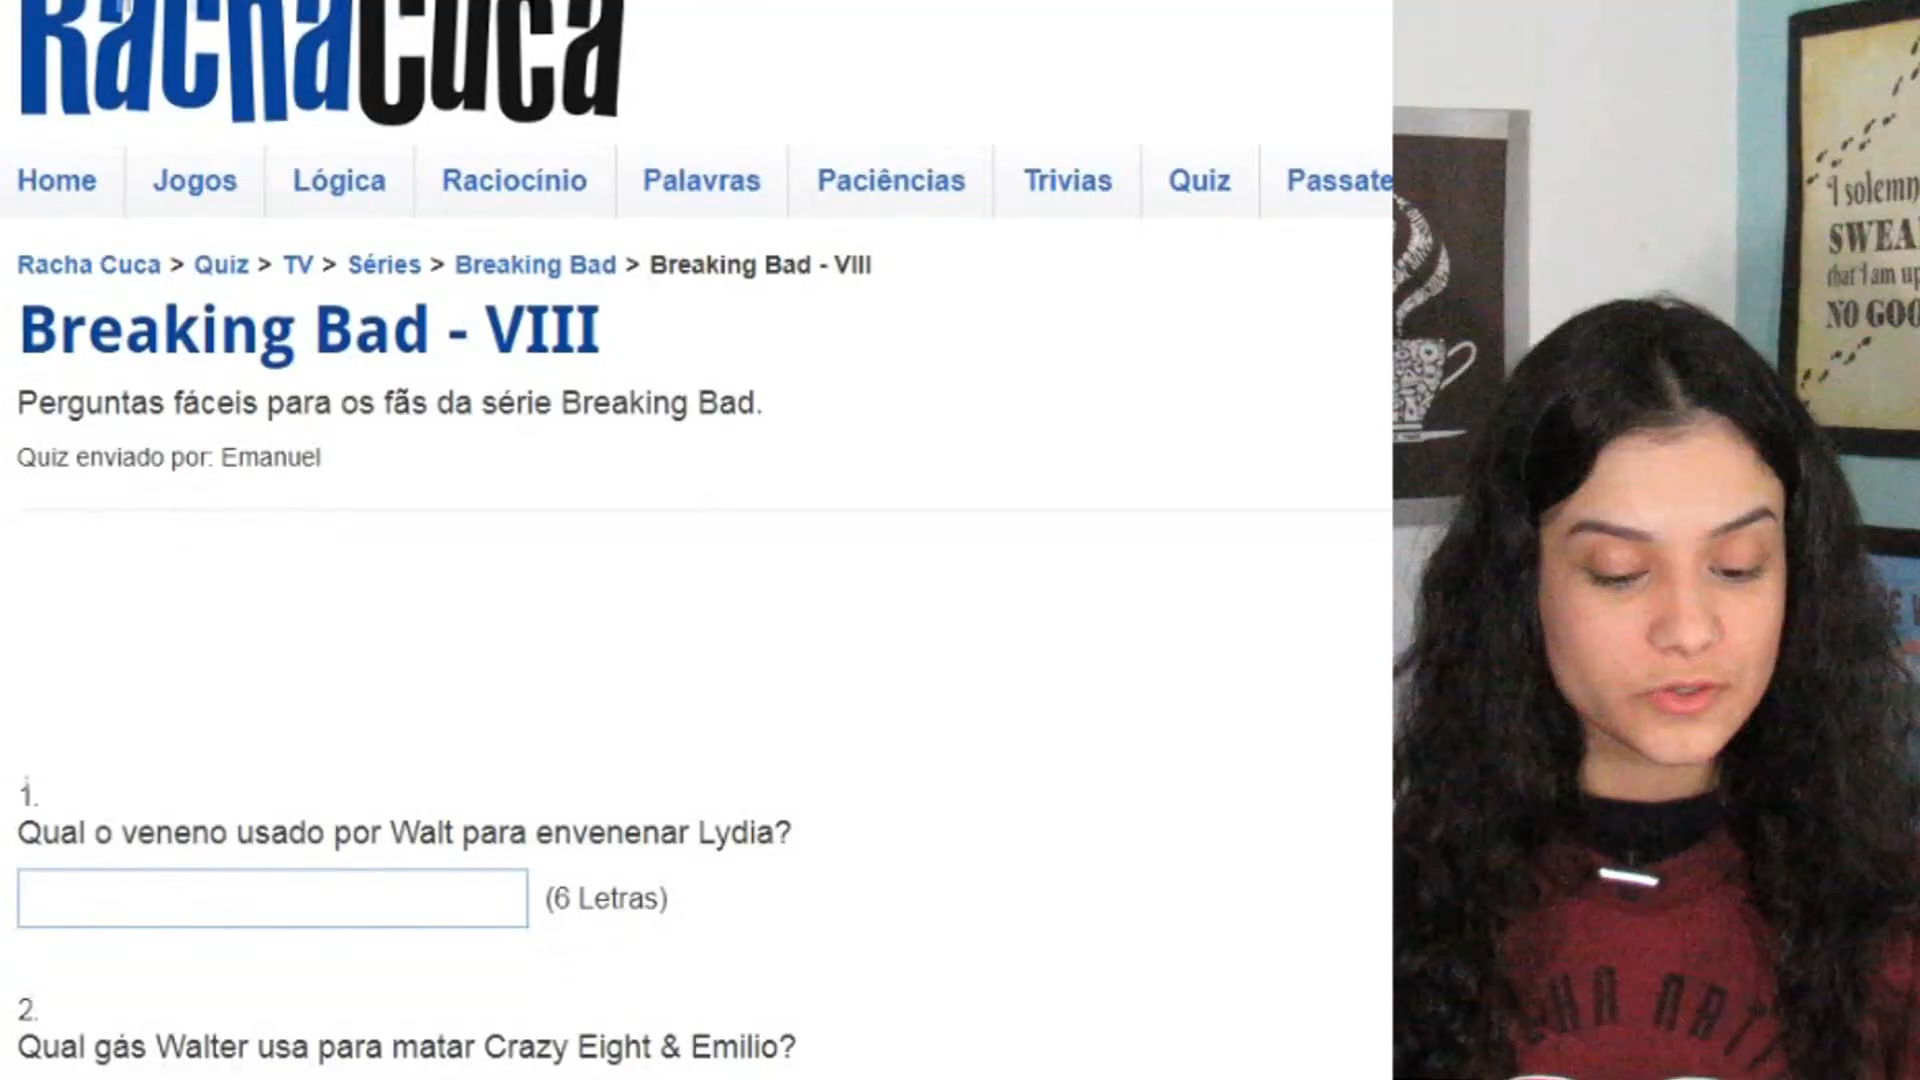 RachaCuca
Home Jogos Lógica Raciocínio Palavras Paciências Trivias Quiz Passate
Racha Cuca > Quiz > TV > Séries > Breaking Bad > Breaking Bad - VIII
Breaking Bad - VIII
Perguntas fáceis para os fãs da série Breaking Bad.
Quiz enviado por: Emanuel
1.
Qual o veneno usado por Walt para envenenar Lydia?
(6 Letras)
2.
Qual gás Walter usa para matar Crazy Eight & Emilio?
I solemn
SWEA
that I am up
NO GOO